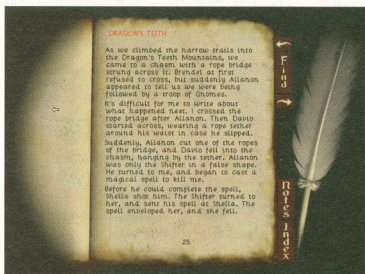 DRAGON'S TEETH
As we climbed the narrow trails into
the Dragon's Teeth Mountains, we
came to a chasm with a rope bridge
strung across it. Brendel at first
refused to cross, but suddenly Allanon
appeared to tell us we were being
followed by a troop of Gnomes.
It's difficult for me to write about
what happened next. I crossed the
rope bridge after Allanon. Then Davio
started across, wearing a rope tether
around his waist in case he slipped.
Suddenly, Allanon cut one of the ropes
of the bridge, and Davio fell into the
chasm, hanging by the tether. Allanon
was only the Shifter in a false shape.
He turned to me, and began to cast a
magical spell to kill me.
Before he could complete the spell,
Shella shot him. The Shifter turned to
her, and sent his spell at Shella. The
spell enveloped her, and she fell.
25
Find
Notes Index